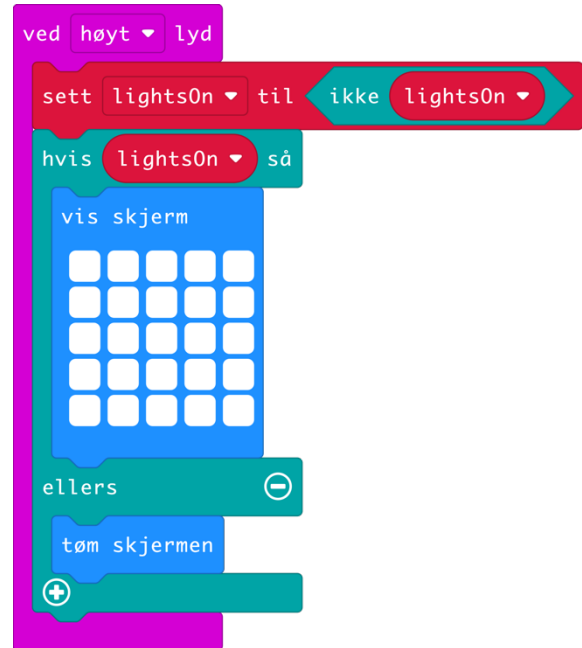 ved høyt lyd
sett lightsOn til ikke lightsOn
hvis lightsOn så
vis skjerm
ellers
tøm skjermen